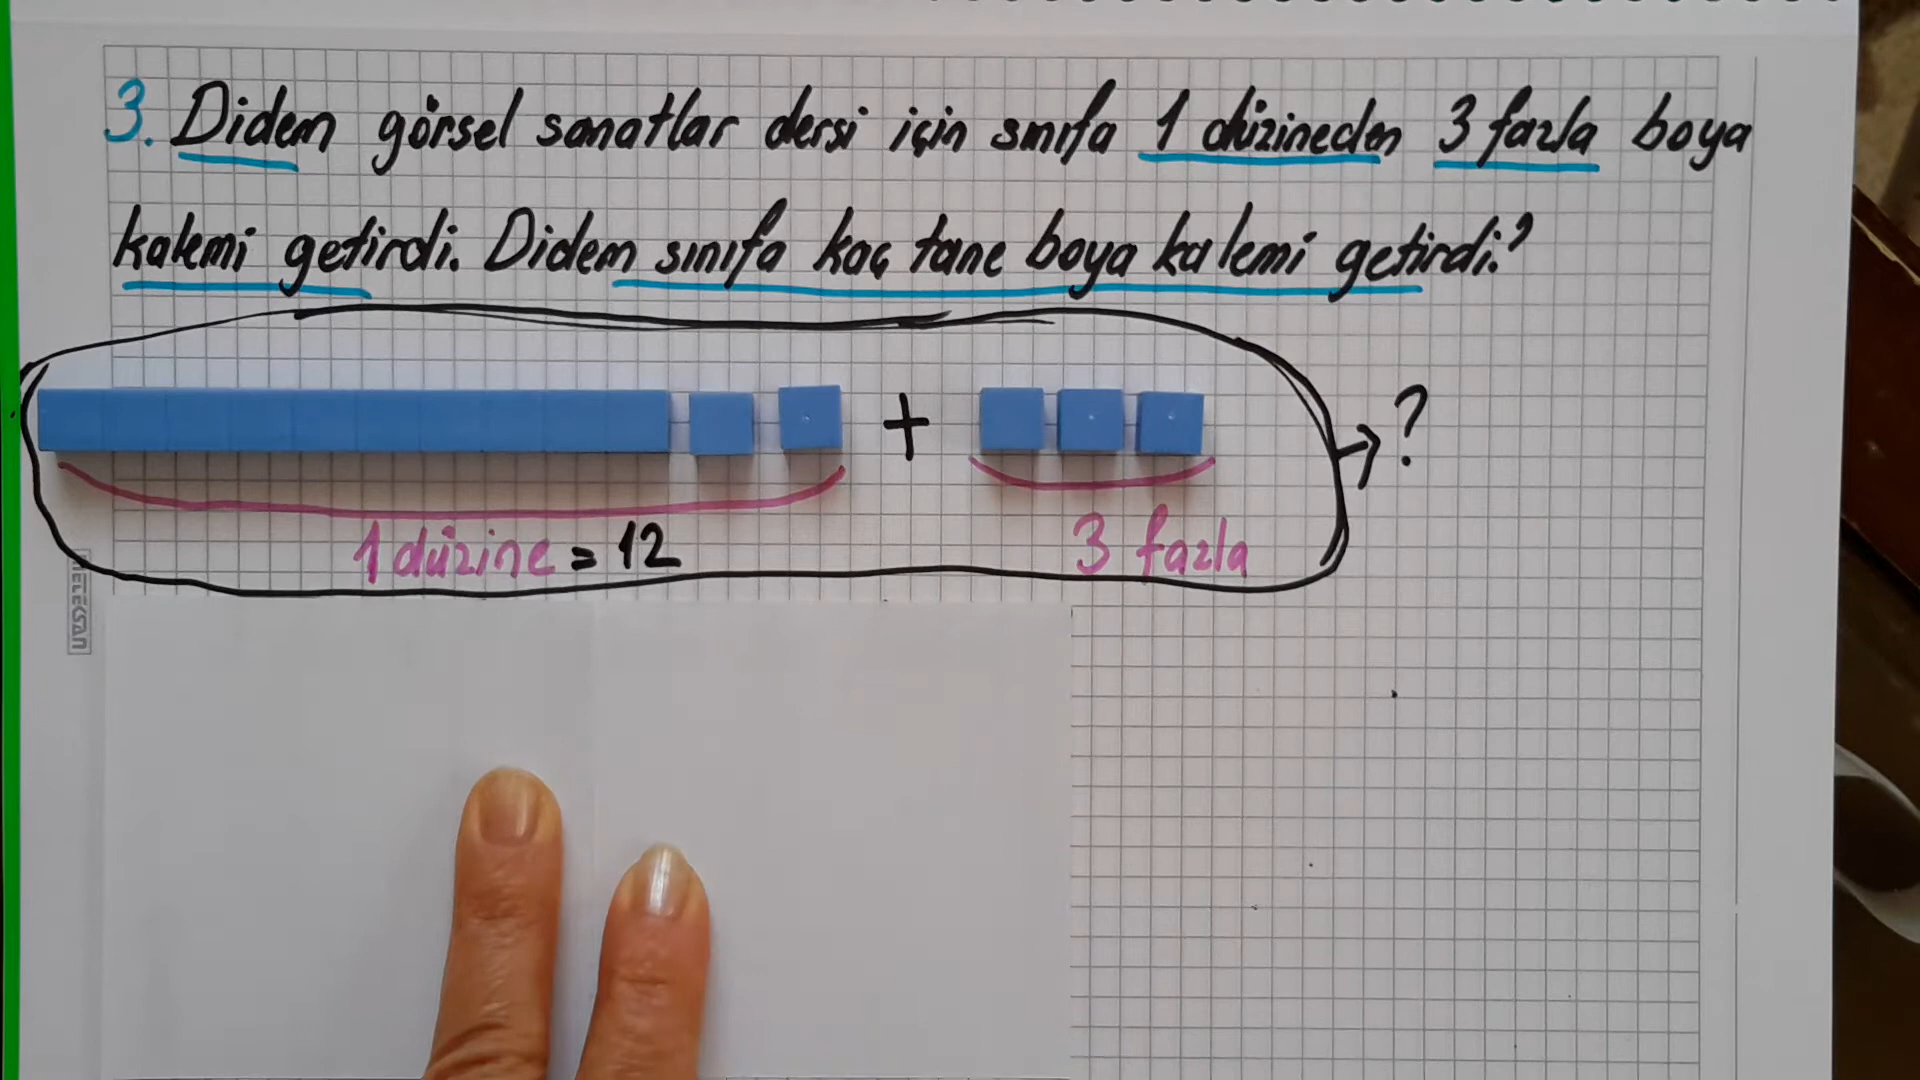 3. Didem görsel sanatlar dersi için sınıfa 1 düzineden 3 fazla boya
kalemi getirdi. Didem sınıfa kaç tane boya kalemi getirdi?
+ → ?
1 düzine = 12 3 fazla
MELEKSAN